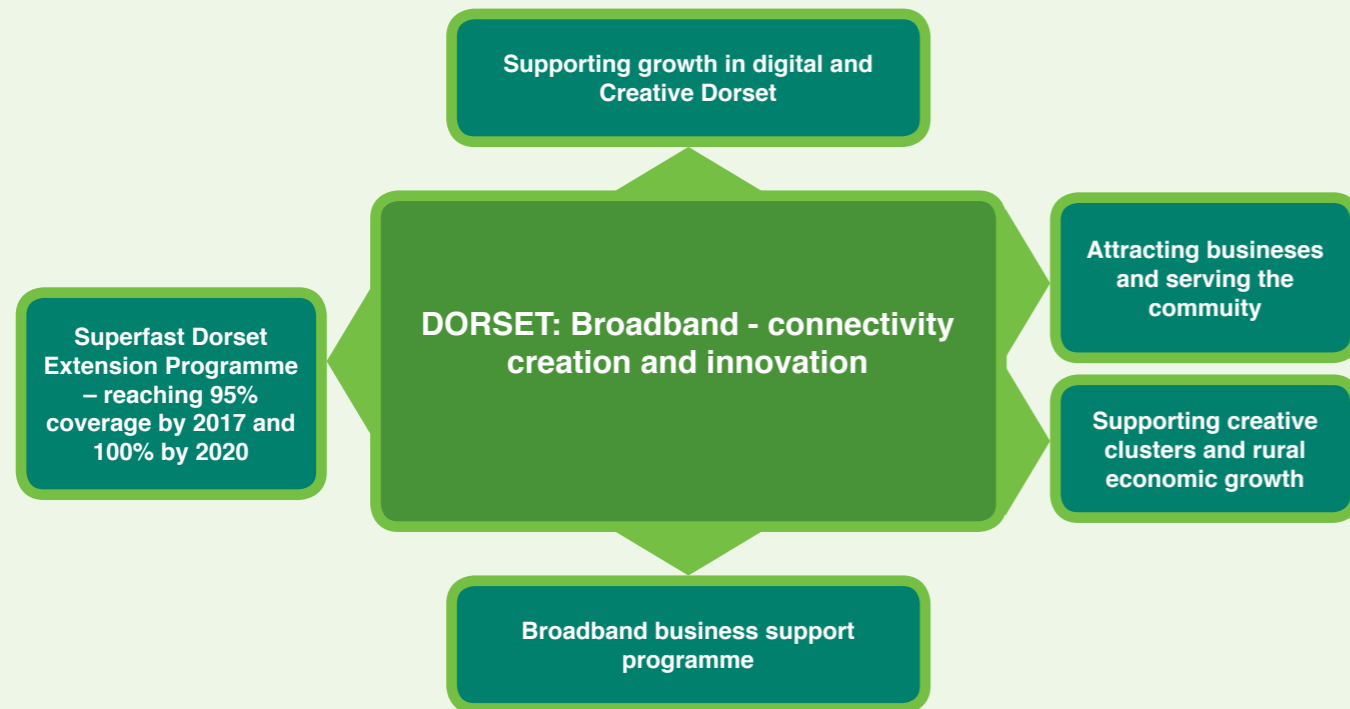 Supporting growth in digital and
Creative Dorset
DORSET: Broadband - connectivity
creation and innovation
Superfast Dorset
Extension Programme
– reaching 95%
coverage by 2017 and
100% by 2020
Attracting busineses
and serving the
commuity
Supporting creative
clusters and rural
economic growth
Broadband business support
programme